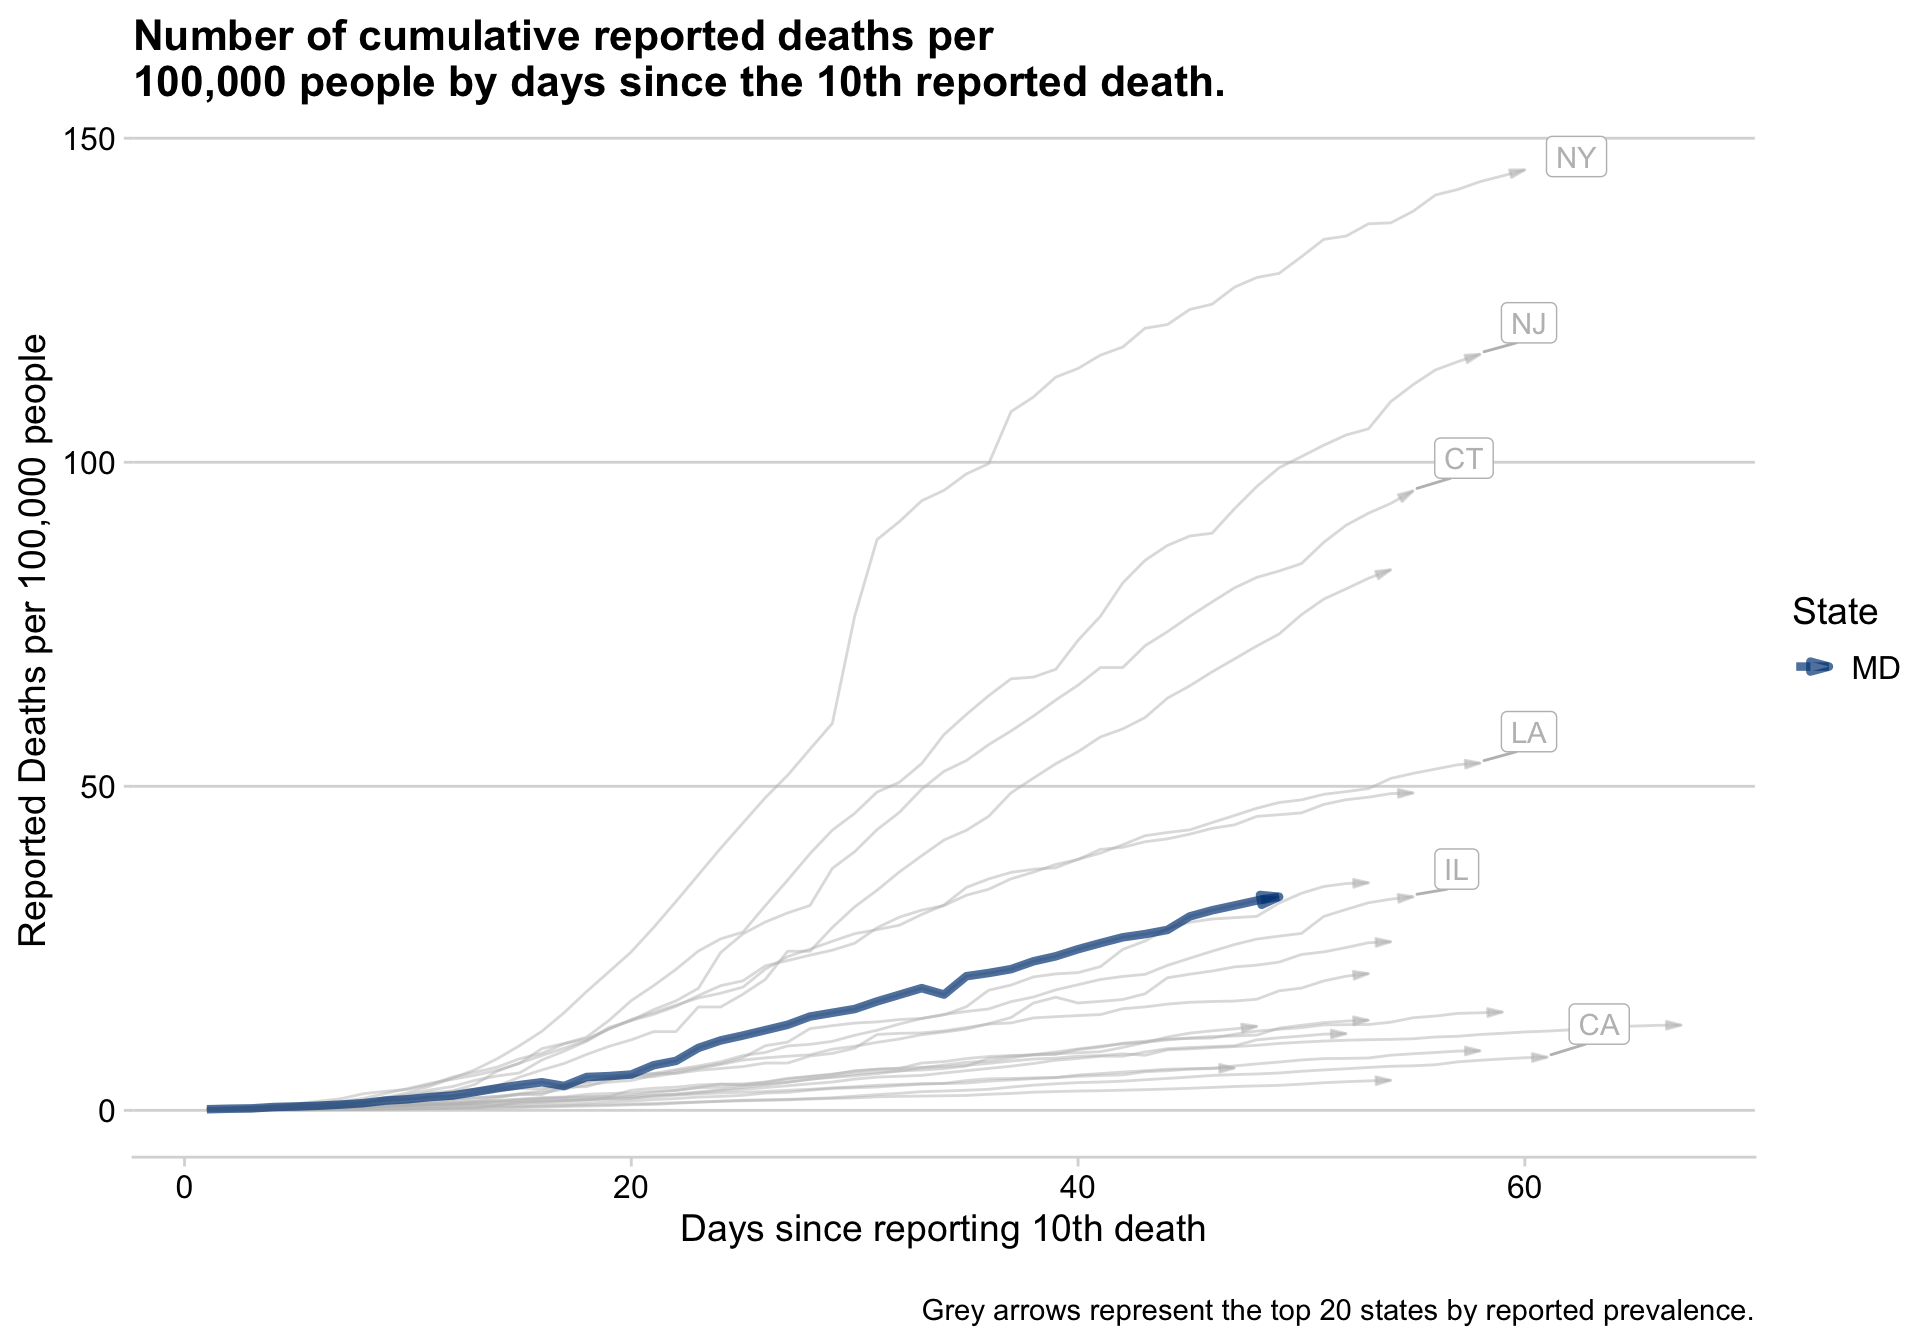 Number of cumulative reported deaths per
100,000 people by days since the 10th reported death.
150
100
50
0
Reported Deaths per 100,000 people
NY
NJ
CT
LA
IL
CA
State
MD
0
20
40
60
Days since reporting 10th death
Grey arrows represent the top 20 states by reported prevalence.